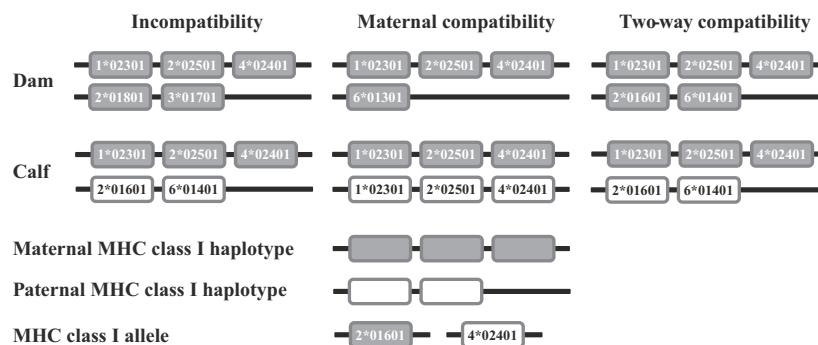 Incompatibility Maternal compatibility Two-way compatibility
Dam
1*02301 2*02501 4*02401 1*02301 2*02501 4*02401 1*02301 2*02501 4*02401
2*01801 3*01701 6*01301 2*01601 6*01401
Calf
1*02301 2*02501 4*02401 1*02301 2*02501 4*02401 1*02301 2*02501 4*02401
2*01601 6*01401 1*02301 2*02501 4*02401 2*01601 6*01401
Maternal MHC class I haplotype
Paternal MHC class I haplotype
MHC class I allele 2*01601 4*02401